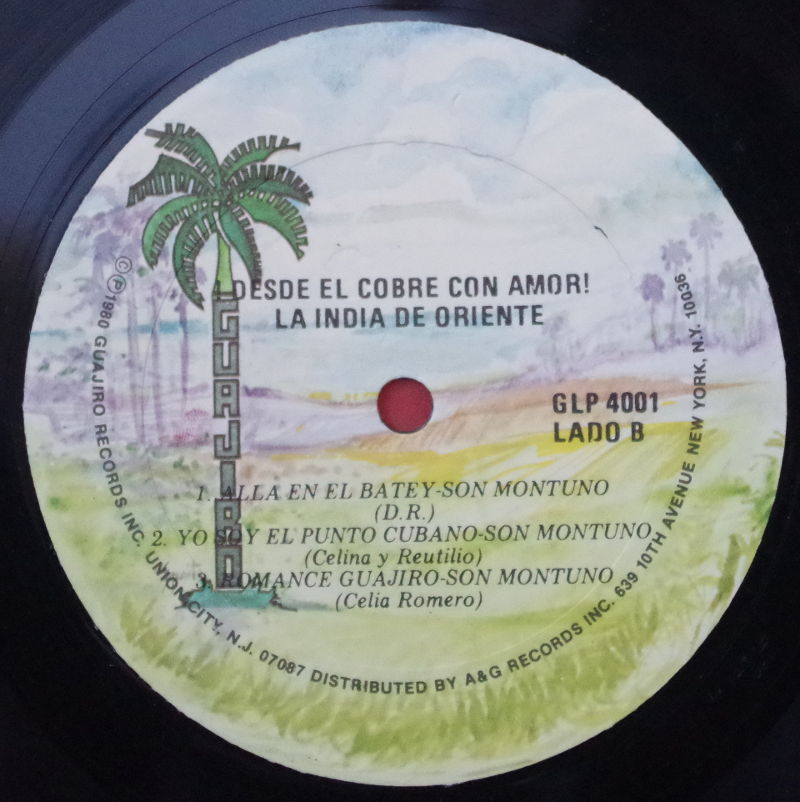 ¡DESDE EL COBRE CON AMOR!
LA INDIA DE ORIENTE
GUAJIRO
GLP 4001
LADO B
1. ALLA EN EL BATEY-SON MONTUNO
(D.R.)
2. YO SOY EL PUNTO CUBANO-SON MONTUNO
(Celina y Reutilio)
3. ROMANCE GUAJIRO-SON MONTUNO
(Celia Romero)
©℗1980 GUAJIRO RECORDS INC. UNION CITY, N.J. 07087 DISTRIBUTED BY A&G RECORDS INC. 639 10TH AVENUE NEW YORK, N.Y. 10036